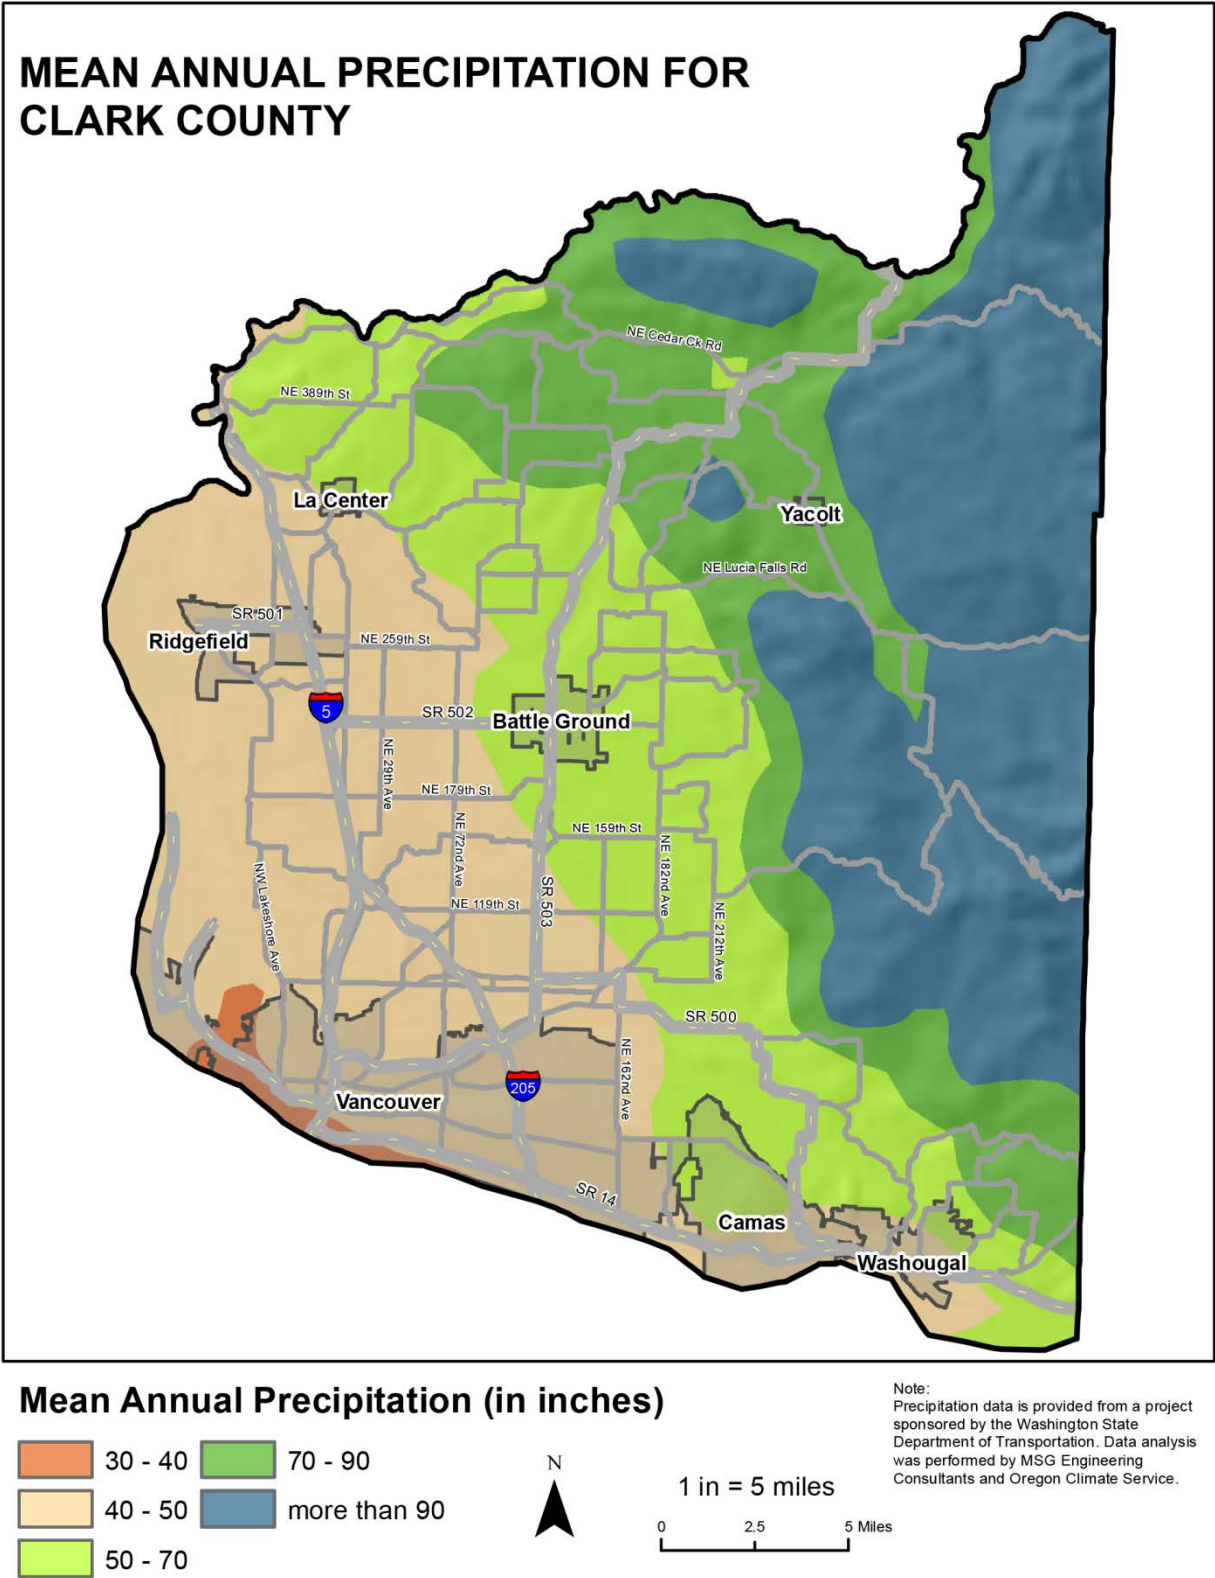 MEAN ANNUAL PRECIPITATION FOR
CLARK COUNTY
NE Cedar Ck Rd
NE 389th St
La Center
Yacolt
NE Lucia Falls Rd
SR 501
Ridgefield
NE 259th St
5
SR 502
Battle Ground
NE 29th Ave
NE 179th St
NE 72nd Ave
NE 159th St
NE 182nd Ave
NW Lakeshore Ave
NE 119th St
SR 503
NE 212th Ave
SR 500
NE 162nd Ave
205
Vancouver
SR 14
Camas
Washougal
Mean Annual Precipitation (in inches)
30 - 40
70 - 90
40 - 50
more than 90
50 - 70
N
1 in = 5 miles
0 2.5 5 Miles
Note:
Precipitation data is provided from a project
sponsored by the Washington State
Department of Transportation. Data analysis
was performed by MSG Engineering
Consultants and Oregon Climate Service.